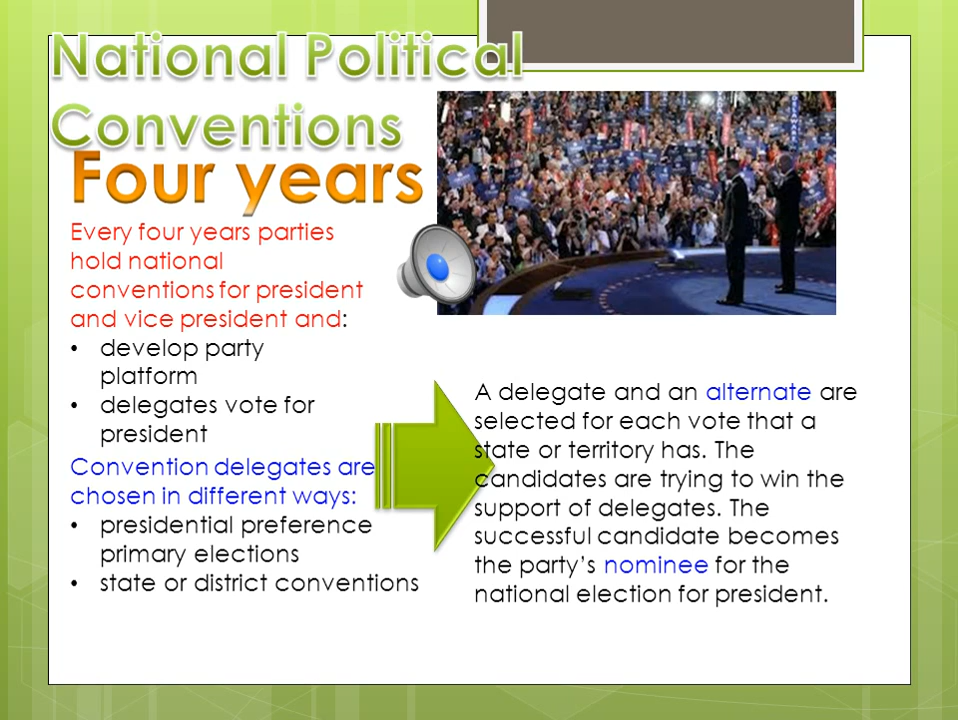 National Political
Conventions
Four years
Every four years parties
hold national
conventions for president
and vice president and:
• develop party
platform
• delegates vote for
president
Convention delegates are
chosen in different ways:
• presidential preference
primary elections
• state or district conventions
A delegate and an alternate are
selected for each vote that a
state or territory has. The
candidates are trying to win the
support of delegates. The
successful candidate becomes
the party's nominee for the
national election for president.
DELAWARE